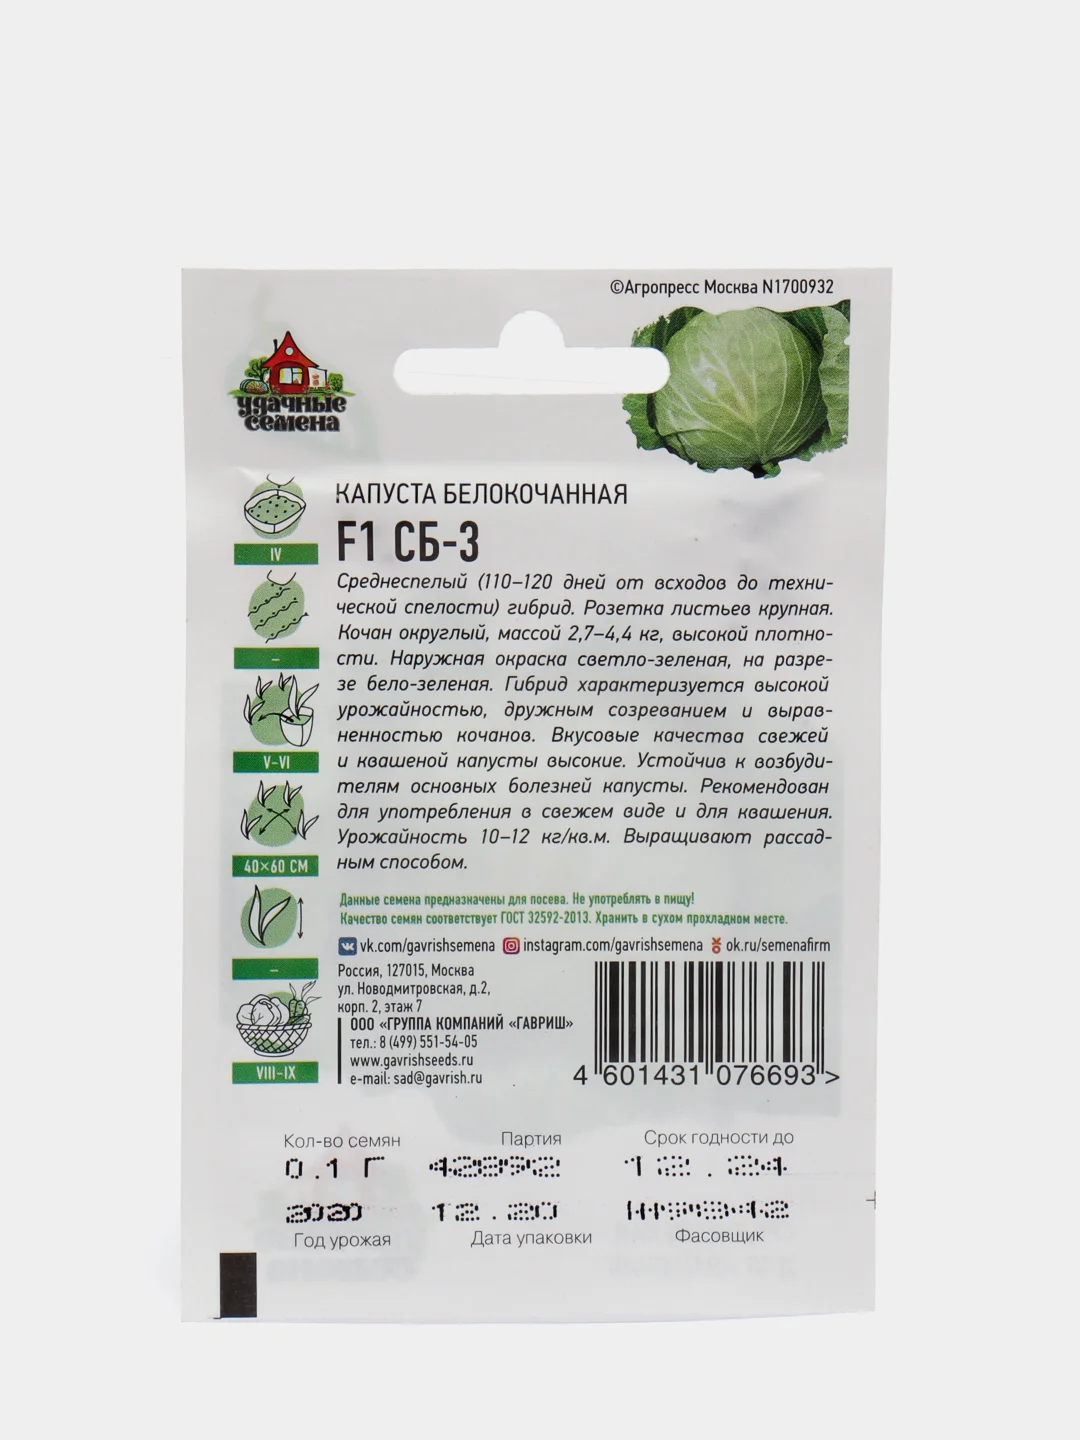 ©Агропресс Москва N1700932
удачные
семена
КАПУСТА БЕЛОКОЧАННАЯ
F1 СБ-3
Среднеспелый (110–120 дней от всходов до техни-
ческой спелости) гибрид. Розетка листьев крупная.
Кочан округлый, массой 2,7–4,4 кг, высокой плотно-
сти. Наружная окраска светло-зеленая, на разре-
зе бело-зеленая. Гибрид характеризуется высокой
урожайностью, дружным созреванием и вырав-
ненностью кочанов. Вкусовые качества свежей
и квашеной капусты высокие. Устойчив к возбуди-
телям основных болезней капусты. Рекомендован
для употребления в свежем виде и для квашения.
Урожайность 10–12 кг/кв.м. Выращивают рассад-
ным способом.
IV
–
V–VI
40×60 СМ
–
VIII–IX
Данные семена предназначены для посева. Не употреблять в пищу!
Качество семян соответствует ГОСТ 32592-2013. Хранить в сухом прохладном месте.
vk.com/gavrishsemena instagram.com/gavrishsemena ok.ru/semenafirm
Россия, 127015, Москва
ул. Новодмитровская, д.2,
корп. 2, этаж 7
ООО «ГРУППА КОМПАНИЙ «ГАВРИШ»
тел.: 8 (499) 551-54-05
www.gavrishseeds.ru
e-mail: sad@gavrish.ru
4 601431 076693 >
Кол-во семян Партия Срок годности до
0.1 Г 42892 12.24
2020 12.20
Год урожая Дата упаковки Фасовщик